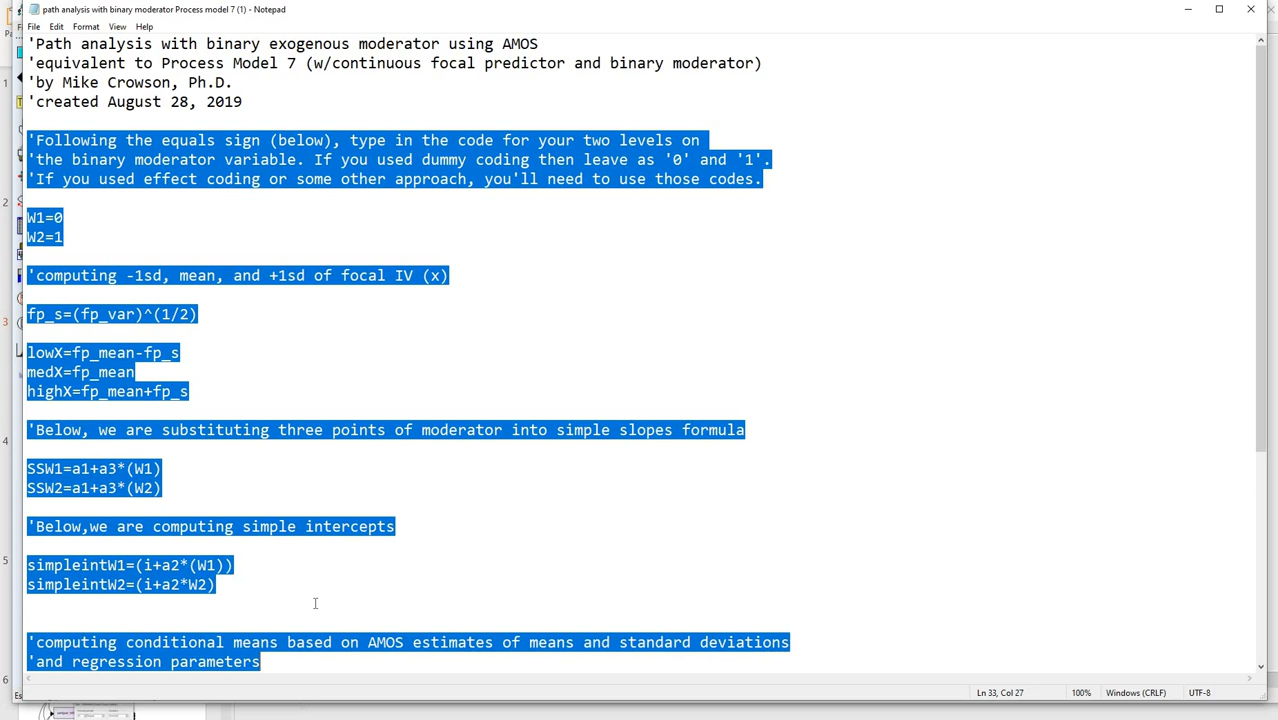 path analysis with binary moderator Process model 7 (1) - Notepad
File Edit Format View Help
'Path analysis with binary exogenous moderator using AMOS
'equivalent to Process Model 7 (w/continuous focal predictor and binary moderator)
'by Mike Crowson, Ph.D.
'created August 28, 2019
'Following the equals sign (below), type in the code for your two levels on
'the binary moderator variable. If you used dummy coding then leave as '0' and '1'.
'If you used effect coding or some other approach, you'll need to use those codes.
W1=0
W2=1
'computing -1sd, mean, and +1sd of focal IV (x)
fp_s=(fp_var)^(1/2)
lowX=fp_mean-fp_s
medX=fp_mean
highX=fp_mean+fp_s
'Below, we are substituting three points of moderator into simple slopes formula
SSW1=a1+a3*(W1)
SSW2=a1+a3*(W2)
'Below,we are computing simple intercepts
simpleintW1=(i+a2*(W1))
simpleintW2=(i+a2*W2)
'computing conditional means based on AMOS estimates of means and standard deviations
'and regression parameters
Ln 33, Col 27 100% Windows (CRLF) UTF-8
1
2
3
4
5
6